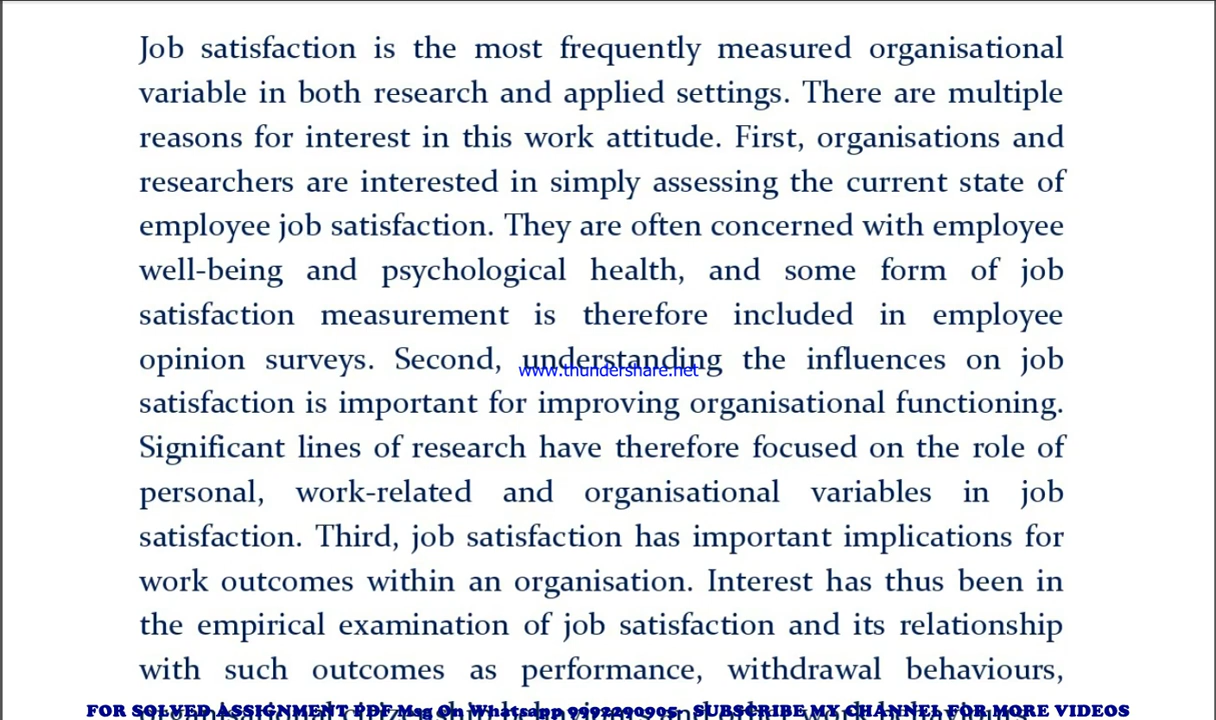 Job satisfaction is the most frequently measured organisational
variable in both research and applied settings. There are multiple
reasons for interest in this work attitude. First, organisations and
researchers are interested in simply assessing the current state of
employee job satisfaction. They are often concerned with employee
well-being and psychological health, and some form of job
satisfaction measurement is therefore included in employee
opinion surveys. Second, understanding the influences on job
www.thundershare.net
satisfaction is important for improving organisational functioning.
Significant lines of research have therefore focused on the role of
personal, work-related and organisational variables in job
satisfaction. Third, job satisfaction has important implications for
work outcomes within an organisation. Interest has thus been in
the empirical examination of job satisfaction and its relationship
with such outcomes as performance, withdrawal behaviours,
FOR SOLVED ASSIGNMENT PDF Msg On Whatsapp 9992290905- SUBSRIBE MY CHANNEL FOR MORE VIDEOS